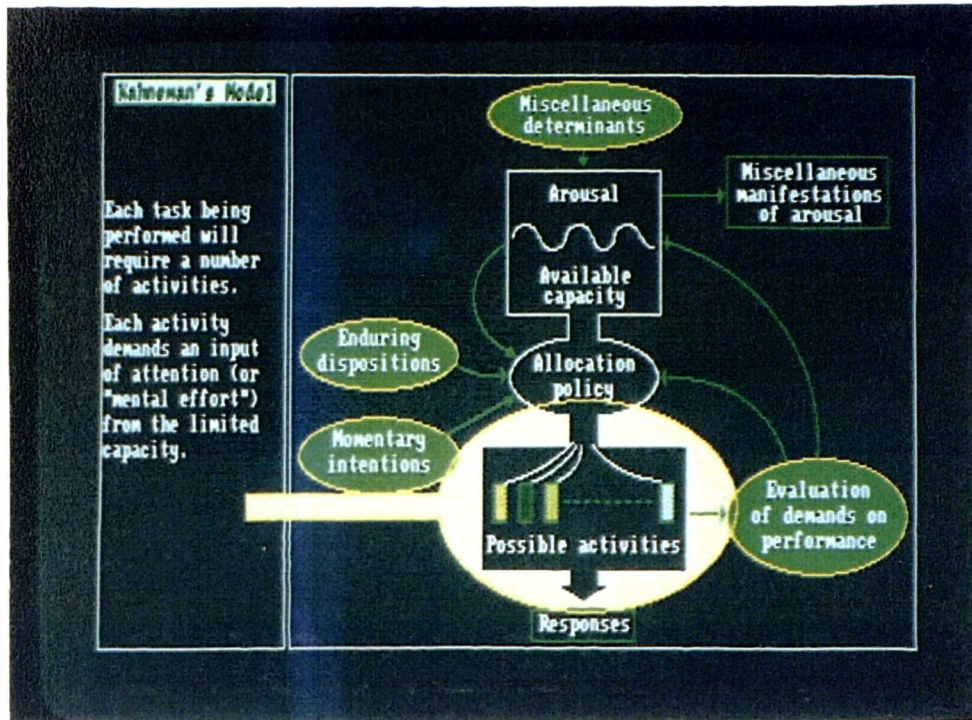 Kahneman's Model
Each task being
performed will
require a number
of activities.
Each activity
demands an input
of attention (or
"mental effort")
from the limited
capacity.
Miscellaneous
determinants
Arousal
Miscellaneous
manifestations
of arousal
Available
capacity
Enduring
dispositions
Allocation
policy
Momentary
intentions
Possible activities
Evaluation
of demands on
performance
Responses